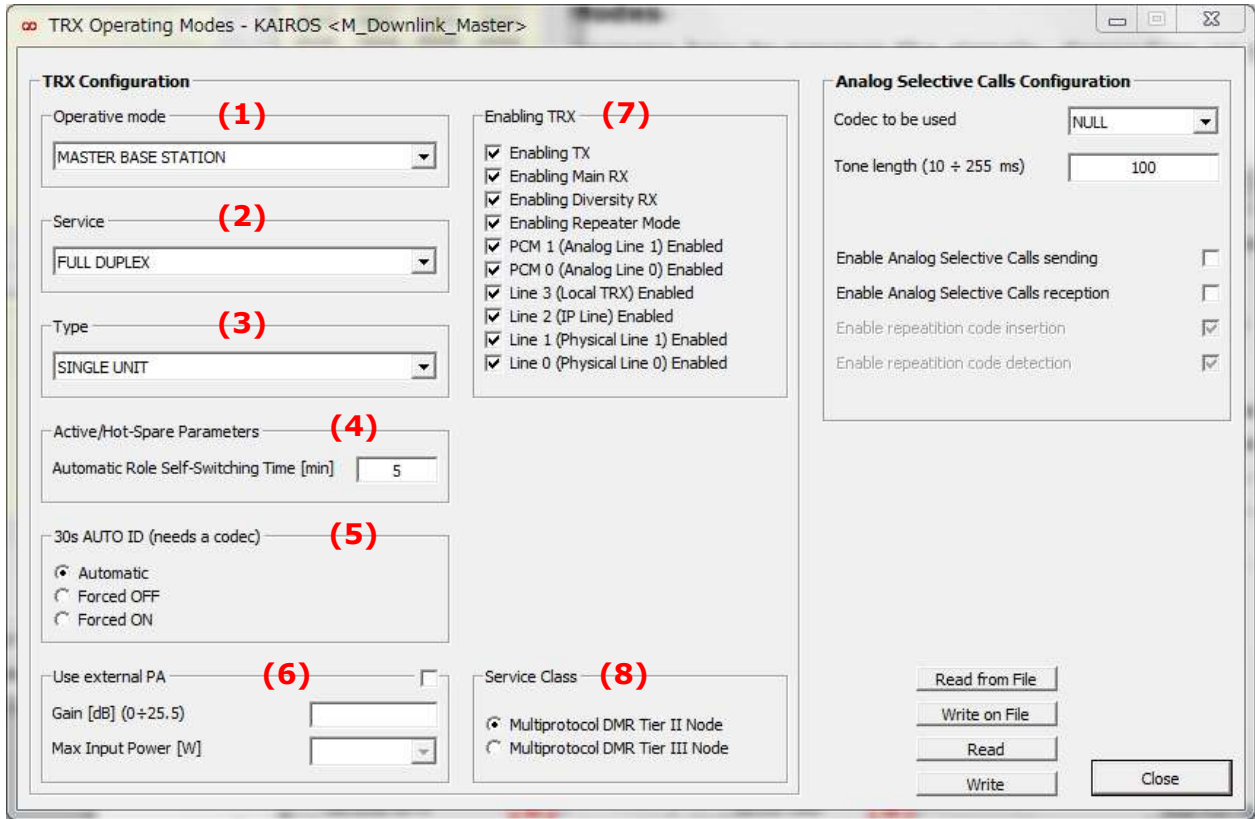 TRX Operating Modes - KAIROS <M_Downlink_Master>
TRX Configuration
Operative mode (1)
MASTER BASE STATION
Service (2)
FULL DUPLEX
Type (3)
SINGLE UNIT
Active/Hot-Spare Parameters (4)
Automatic Role Self-Switching Time [min] 5
30s AUTO ID (needs a codec) (5)
Automatic
Forced OFF
Forced ON
Use external PA (6)
Gain [dB] (0÷25.5)
Max Input Power [W]
Enabling TRX (7)
Enabling TX
Enabling Main RX
Enabling Diversity RX
Enabling Repeater Mode
PCM 1 (Analog Line 1) Enabled
PCM 0 (Analog Line 0) Enabled
Line 3 (Local TRX) Enabled
Line 2 (IP Line) Enabled
Line 1 (Physical Line 1) Enabled
Line 0 (Physical Line 0) Enabled
Service Class (8)
Multiprotocol DMR Tier II Node
Multiprotocol DMR Tier III Node
Analog Selective Calls Configuration
Codec to be used NULL
Tone length (10 ÷ 255 ms) 100
Enable Analog Selective Calls sending
Enable Analog Selective Calls reception
Enable repeatition code insertion
Enable repeatition code detection
Read from File
Write on File
Read
Write
Close